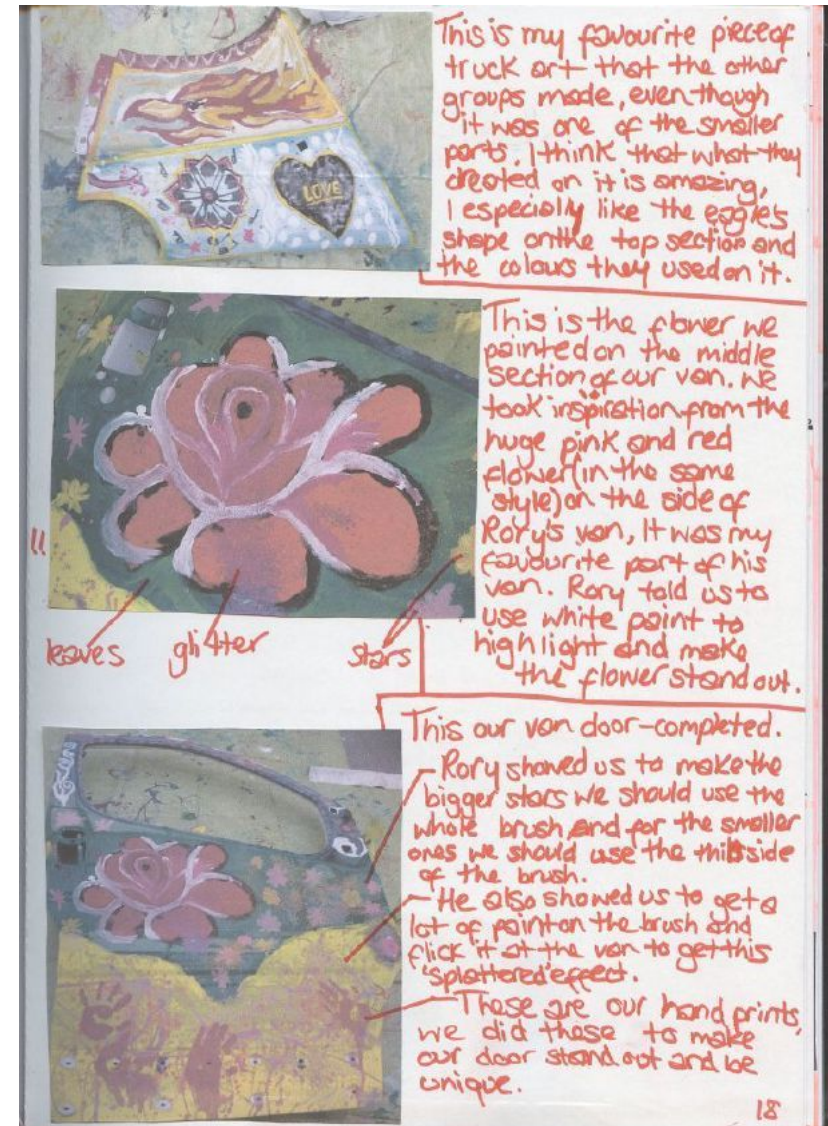 This is my favourite piece of
truck art that the other
groups made, even though
it was one of the smaller
parts. I think that what they
created on it is amazing,
I especially like the eagle's
shape on the top section and
the colours they used on it.
LOVE
This is the flower we
painted on the middle
section of our van. We
took inspiration from the
huge pink and red
flower (in the same
style) on the side of
Rory's van, It was my
favourite part of his
van. Rory told us to
use white paint to
highlight and make
the flower stand out.
"
leaves glitter stars
This our van door-completed.
Rory showed us to make the
bigger stars we should use the
whole brush and for the smaller
ones we should use the side
of the brush.
He also showed us to get a
lot of paint on the brush and
flick it at the van to get this
'splattered' effect.
These are our hand prints,
we did these to make
our door stand out and be
unique.
18